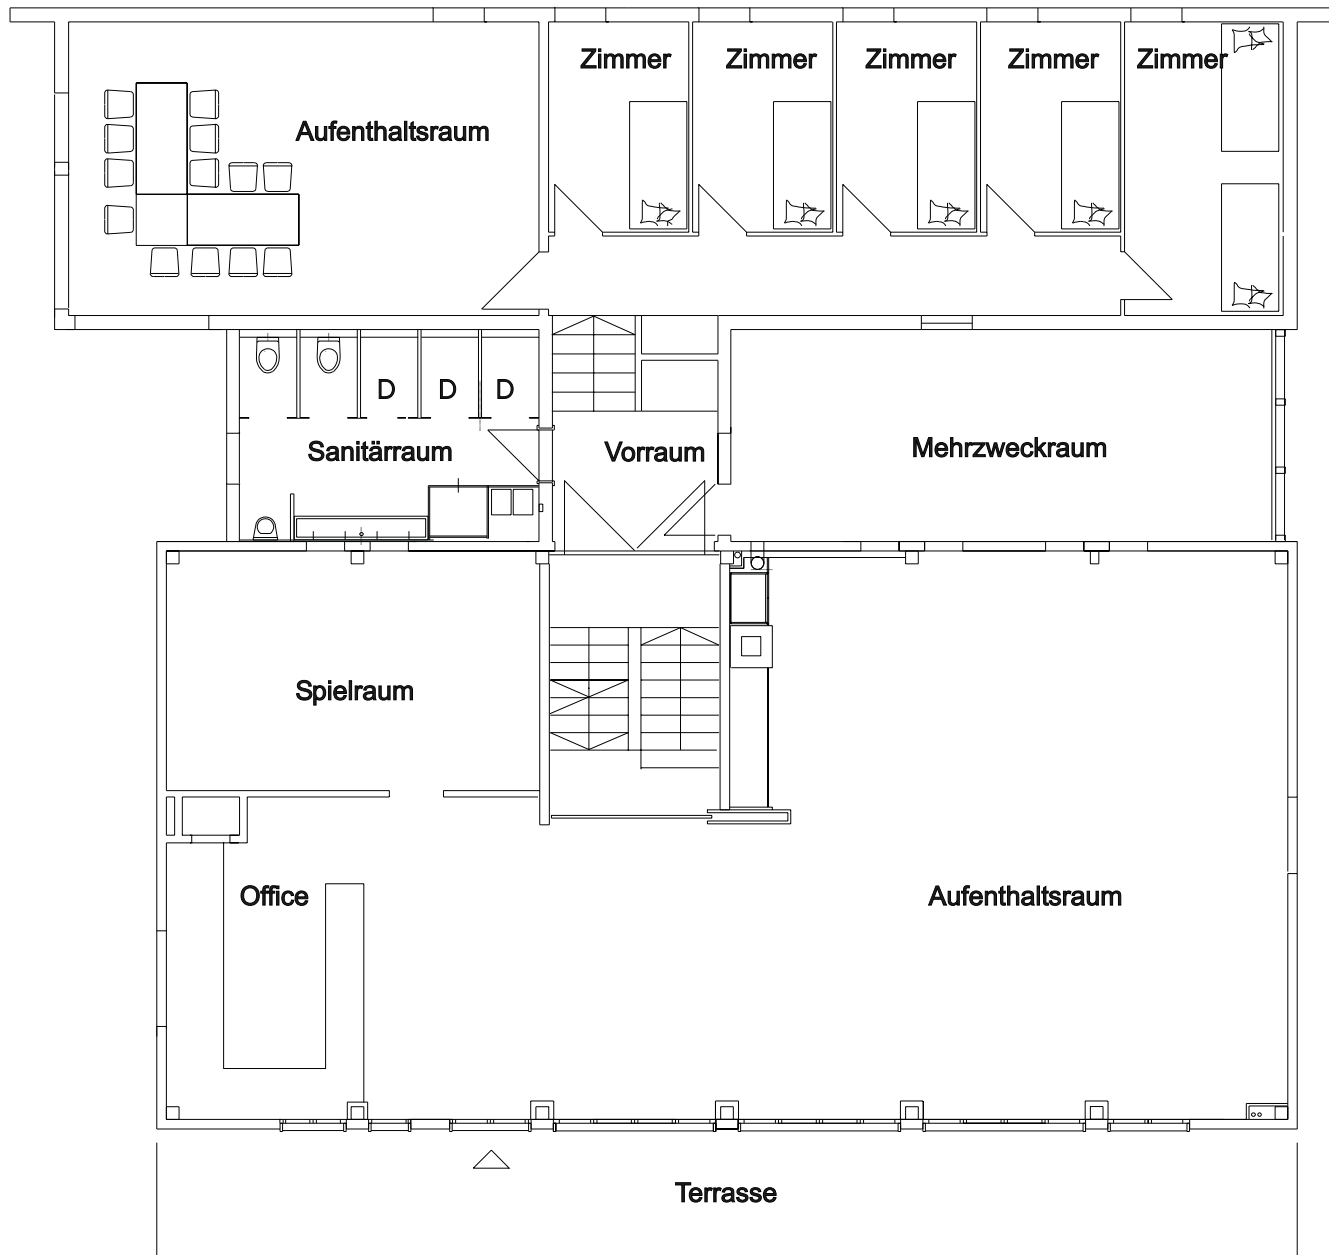 Zimmer Zimmer Zimmer Zimmer Zimmer
Aufenthaltsraum
D D D
Sanitärraum Vorraum Mehrzweckraum
Spielraum
Office Aufenthaltsraum
Terrasse